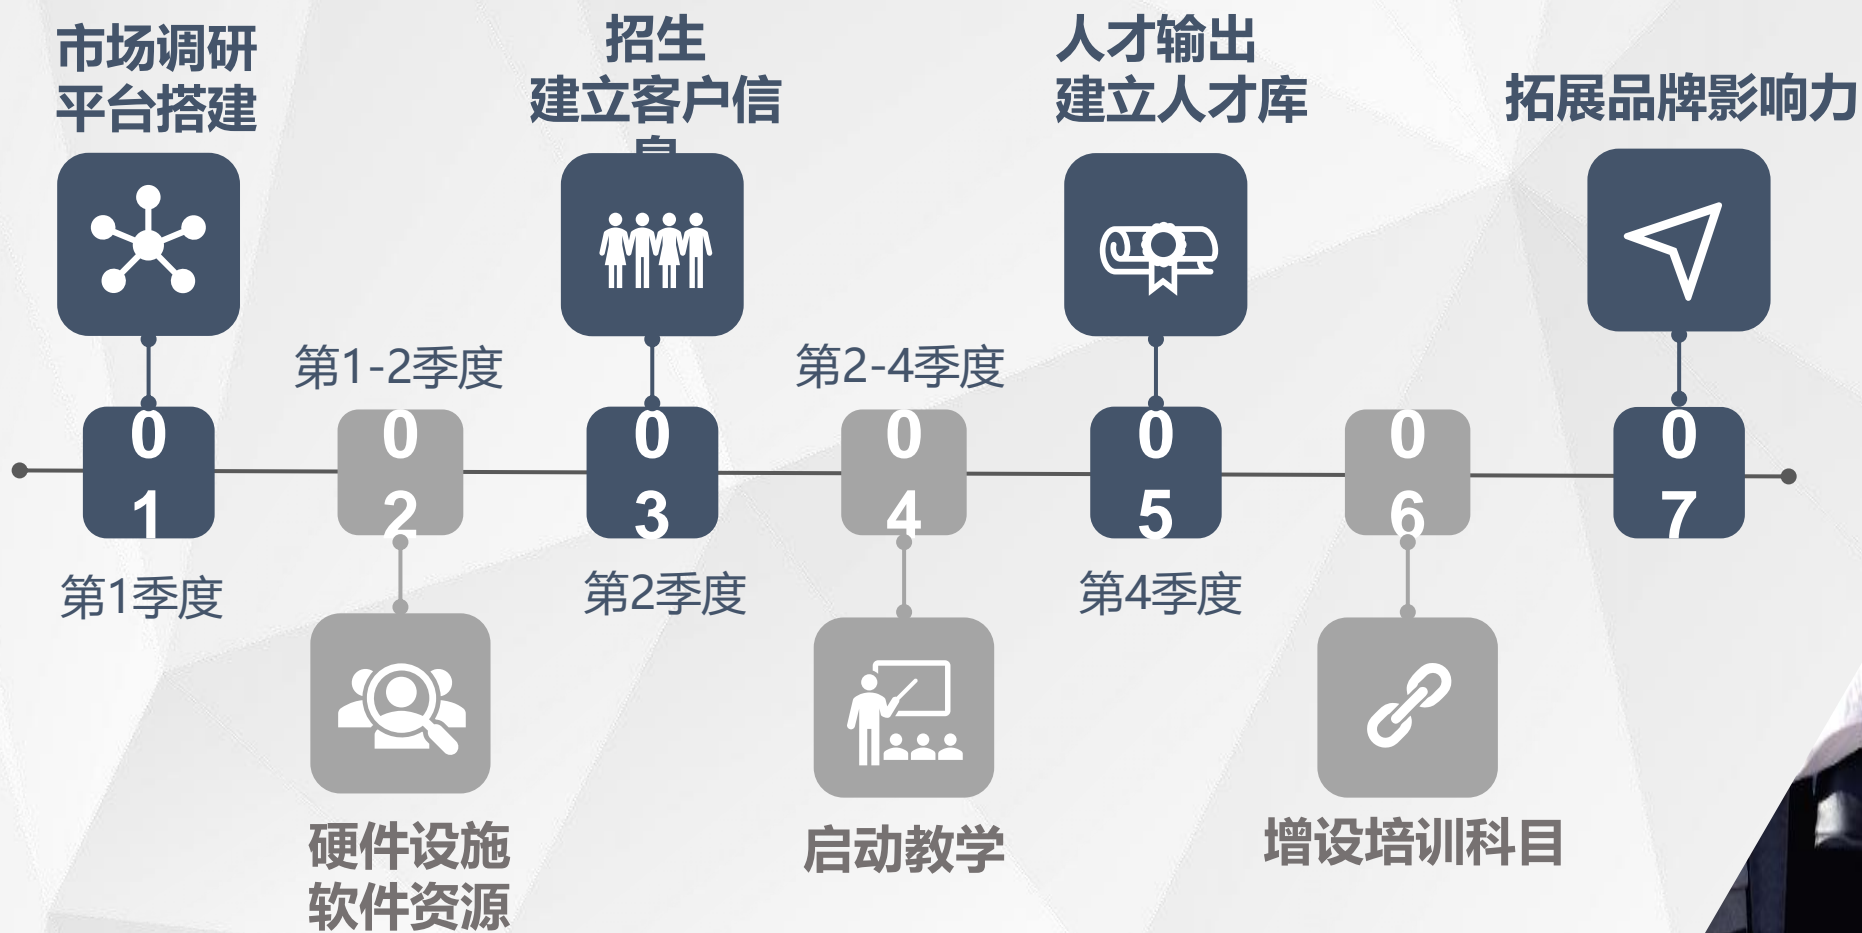 市场调研
平台搭建
招生
建立客户信
息
人才输出
建立人才库
拓展品牌影响力
第1-2季度
第2-4季度
0
1
0
2
0
3
0
4
0
5
0
6
0
7
第1季度
第2季度
第4季度
硬件设施
软件资源
启动教学
增设培训科目